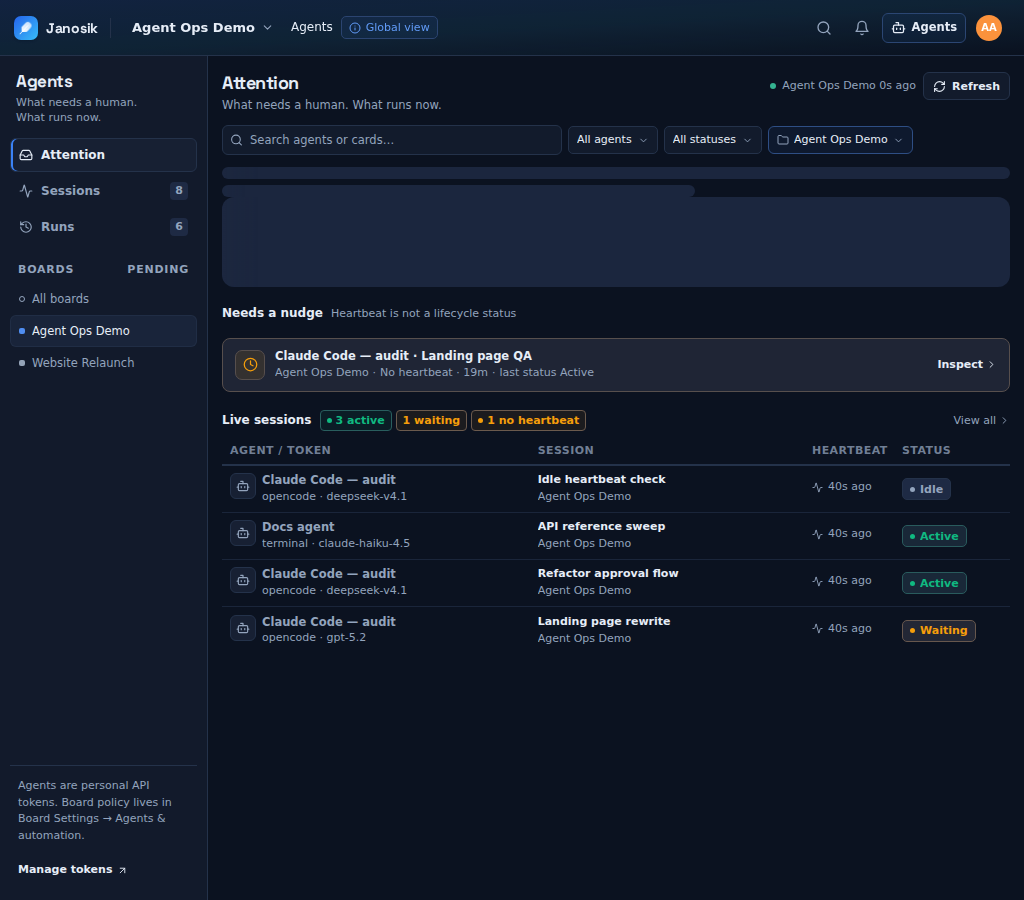 Janosik
Agent Ops Demo
Agents
Global view
Agents
AA
Agents
What needs a human.
What runs now.
Attention
Sessions 8
Runs 6
BOARDS PENDING
All boards
Agent Ops Demo
Website Relaunch
Agents are personal API
tokens. Board policy lives in
Board Settings → Agents &
automation.
Manage tokens
Attention
What needs a human. What runs now.
Agent Ops Demo 0s ago
Refresh
Search agents or cards...
All agents
All statuses
Agent Ops Demo
Needs a nudge Heartbeat is not a lifecycle status
Claude Code — audit · Landing page QA
Agent Ops Demo · No heartbeat · 19m · last status Active
Inspect
Live sessions 3 active 1 waiting 1 no heartbeat View all
AGENT / TOKEN SESSION HEARTBEAT STATUS
Claude Code — audit
opencode · deepseek-v4.1
Idle heartbeat check
Agent Ops Demo
40s ago
Idle
Docs agent
terminal · claude-haiku-4.5
API reference sweep
Agent Ops Demo
40s ago
Active
Claude Code — audit
opencode · deepseek-v4.1
Refactor approval flow
Agent Ops Demo
40s ago
Active
Claude Code — audit
opencode · gpt-5.2
Landing page rewrite
Agent Ops Demo
40s ago
Waiting